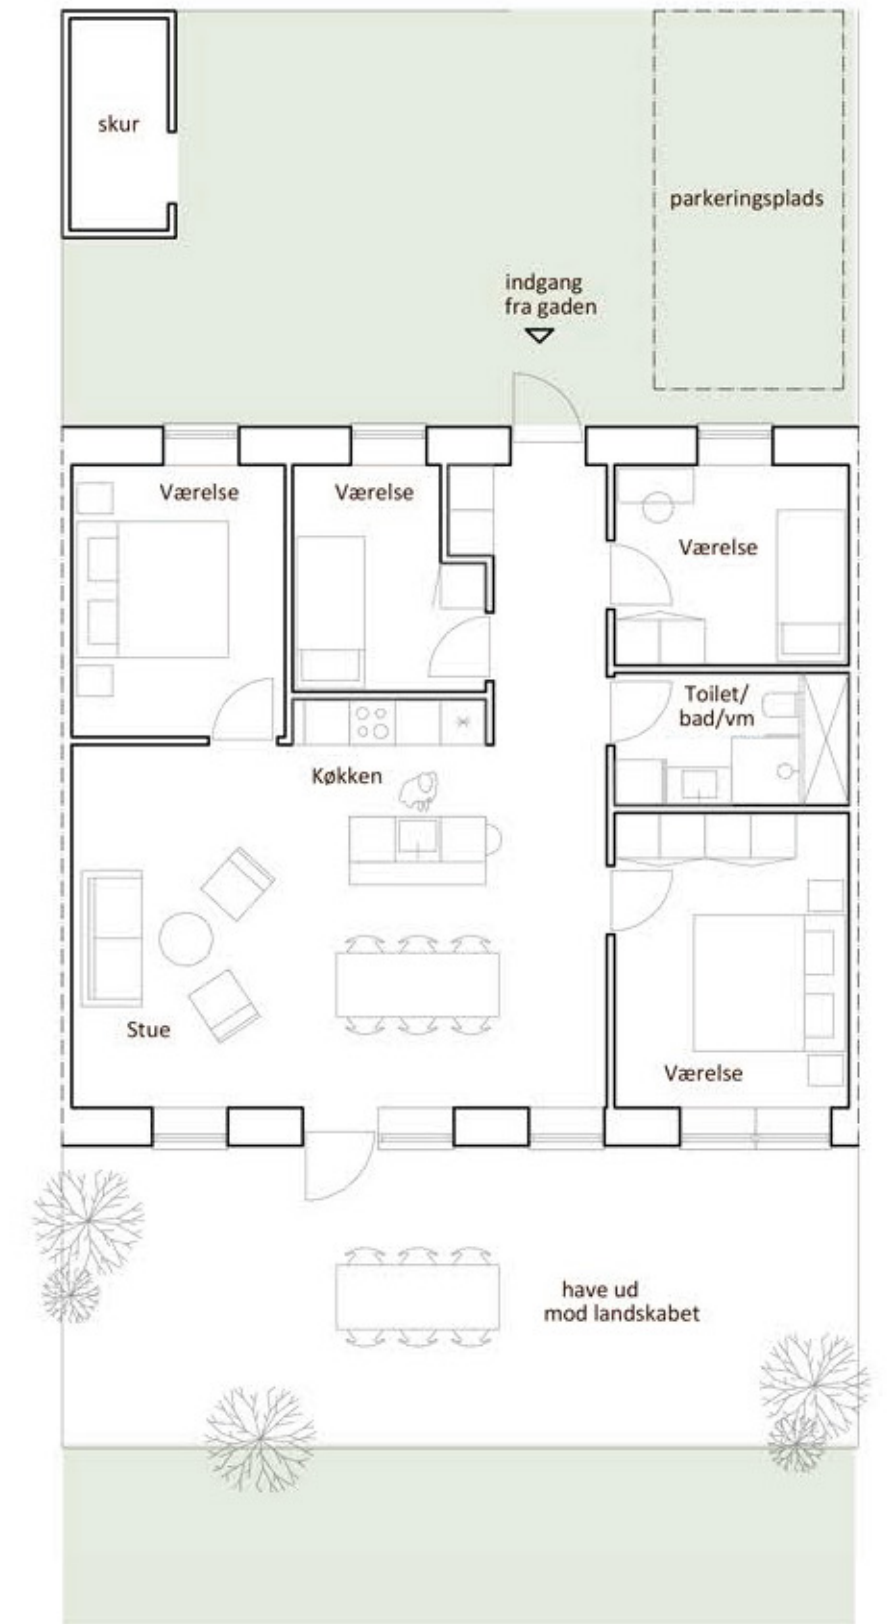 skur
parkeringsplads
indgang
fra gaden
Værelse
Værelse
Værelse
Toilet/
bad/vm
Køkken
Stue
Værelse
have ud
mod landskabet